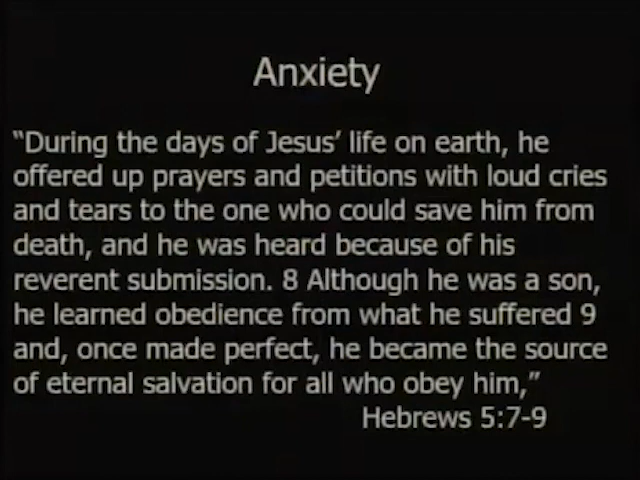 Anxiety
“During the days of Jesus’ life on earth, he
offered up prayers and petitions with loud cries
and tears to the one who could save him from
death, and he was heard because of his
reverent submission. 8 Although he was a son,
he learned obedience from what he suffered 9
and, once made perfect, he became the source
of eternal salvation for all who obey him,”
Hebrews 5:7-9